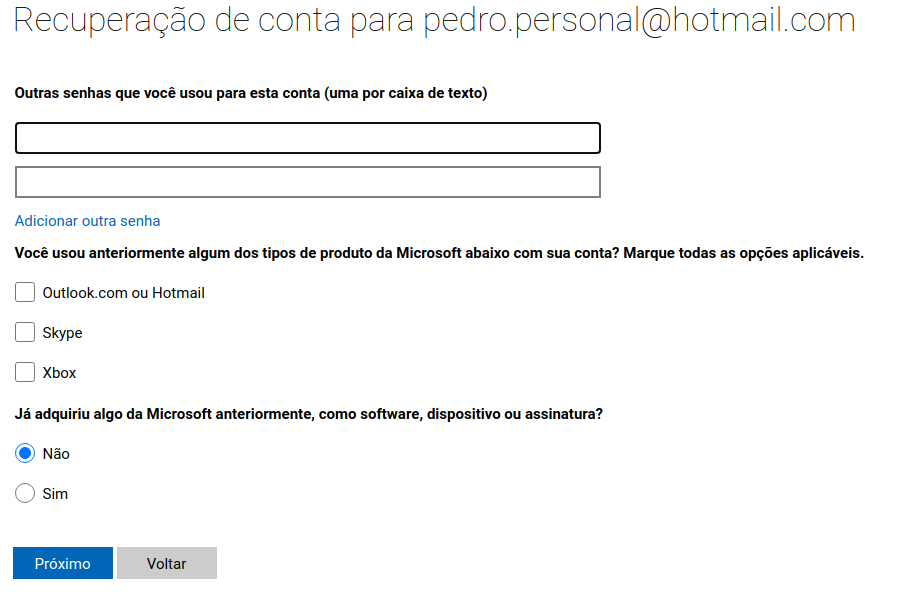 Recuperação de conta para pedro.personal@hotmail.com
Outras senhas que você usou para esta conta (uma por caixa de texto)
Adicionar outra senha
Você usou anteriormente algum dos tipos de produto da Microsoft abaixo com sua conta? Marque todas as opções aplicáveis.
Outlook.com ou Hotmail
Skype
Xbox
Já adquiriu algo da Microsoft anteriormente, como software, dispositivo ou assinatura?
Não
Sim
Próximo Voltar